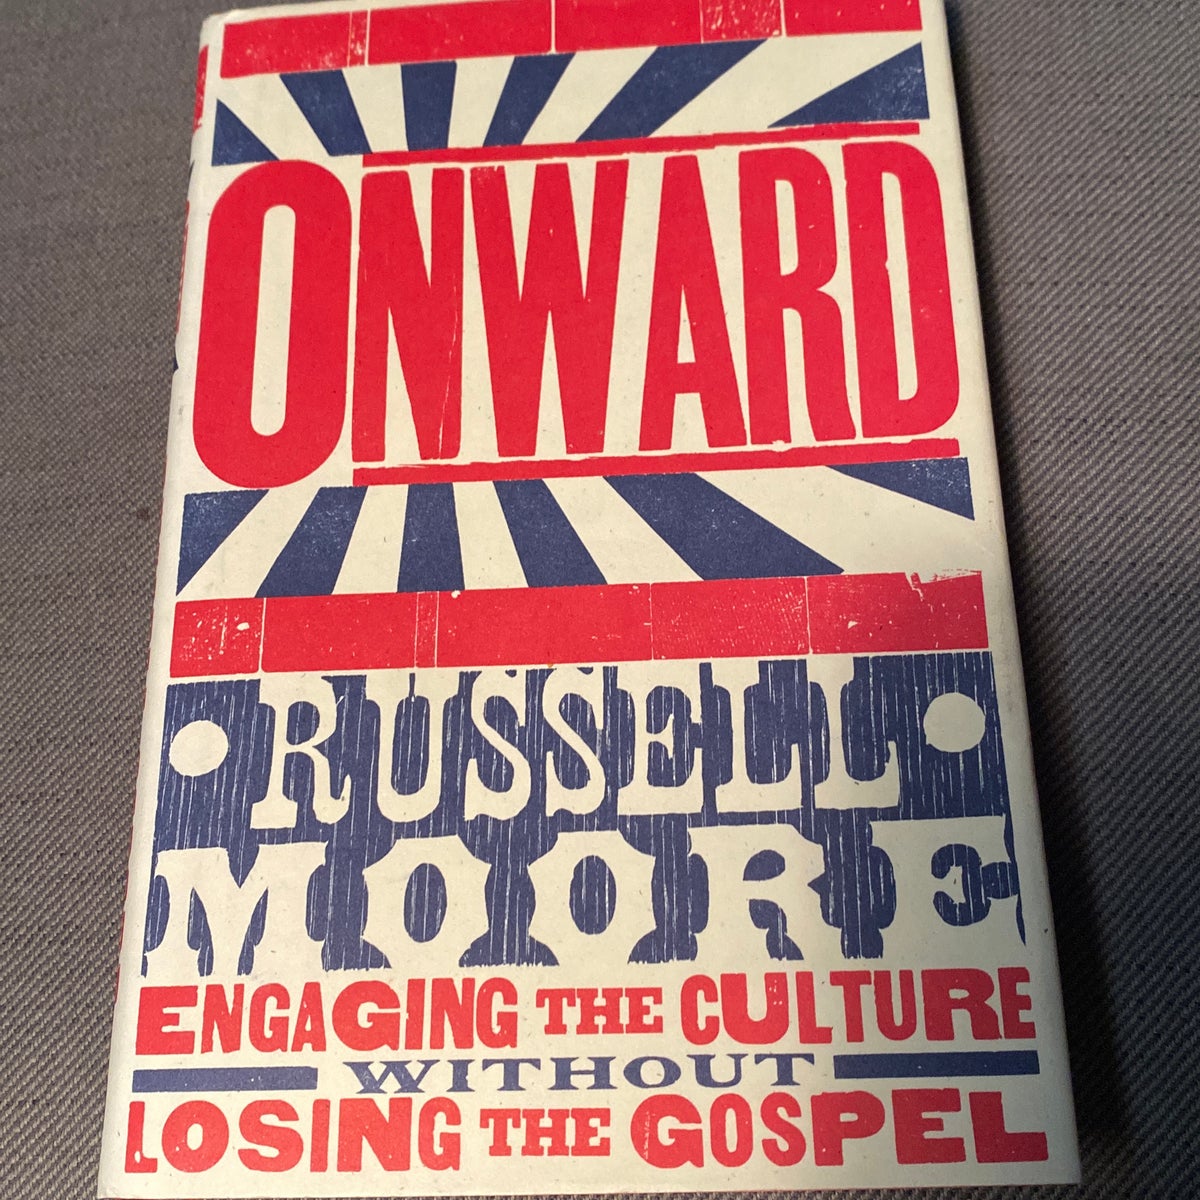 ONWARD
RUSSELL
MOORE
ENGAGING THE CULTURE
WITHOUT
LOSING THE GOSPEL